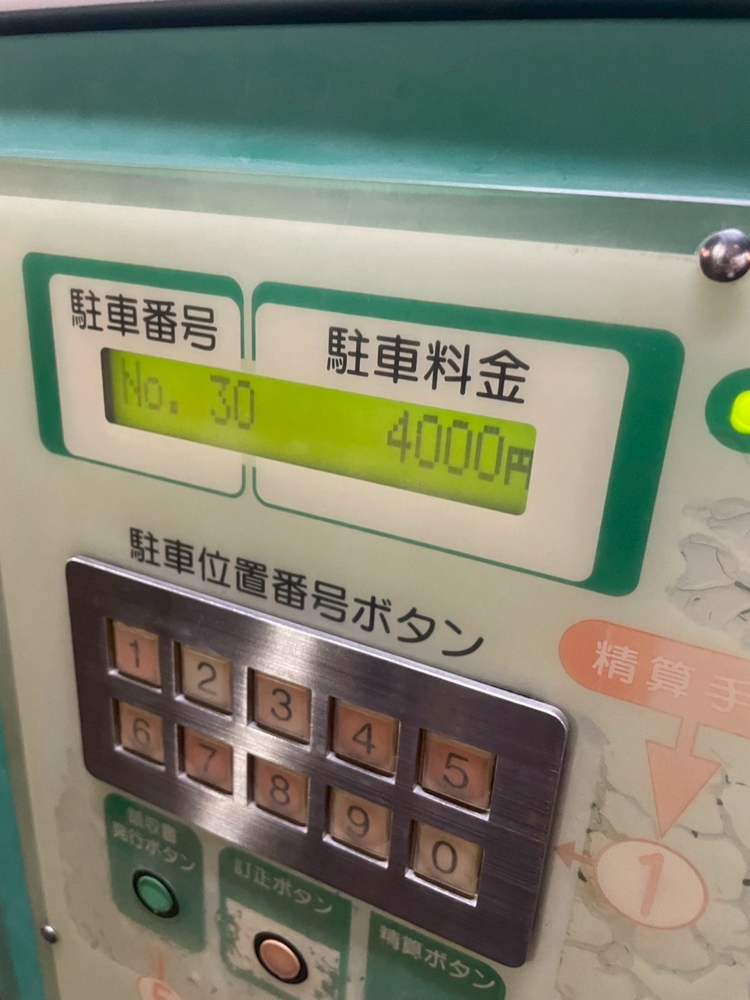 駐車番号
駐車料金
No. 30
4000円
駐車位置番号ボタン
1 2 3 4 5
6 7 8 9 0
精算手
1
領収書
発行ボタン
訂正ボタン
精算ボタン